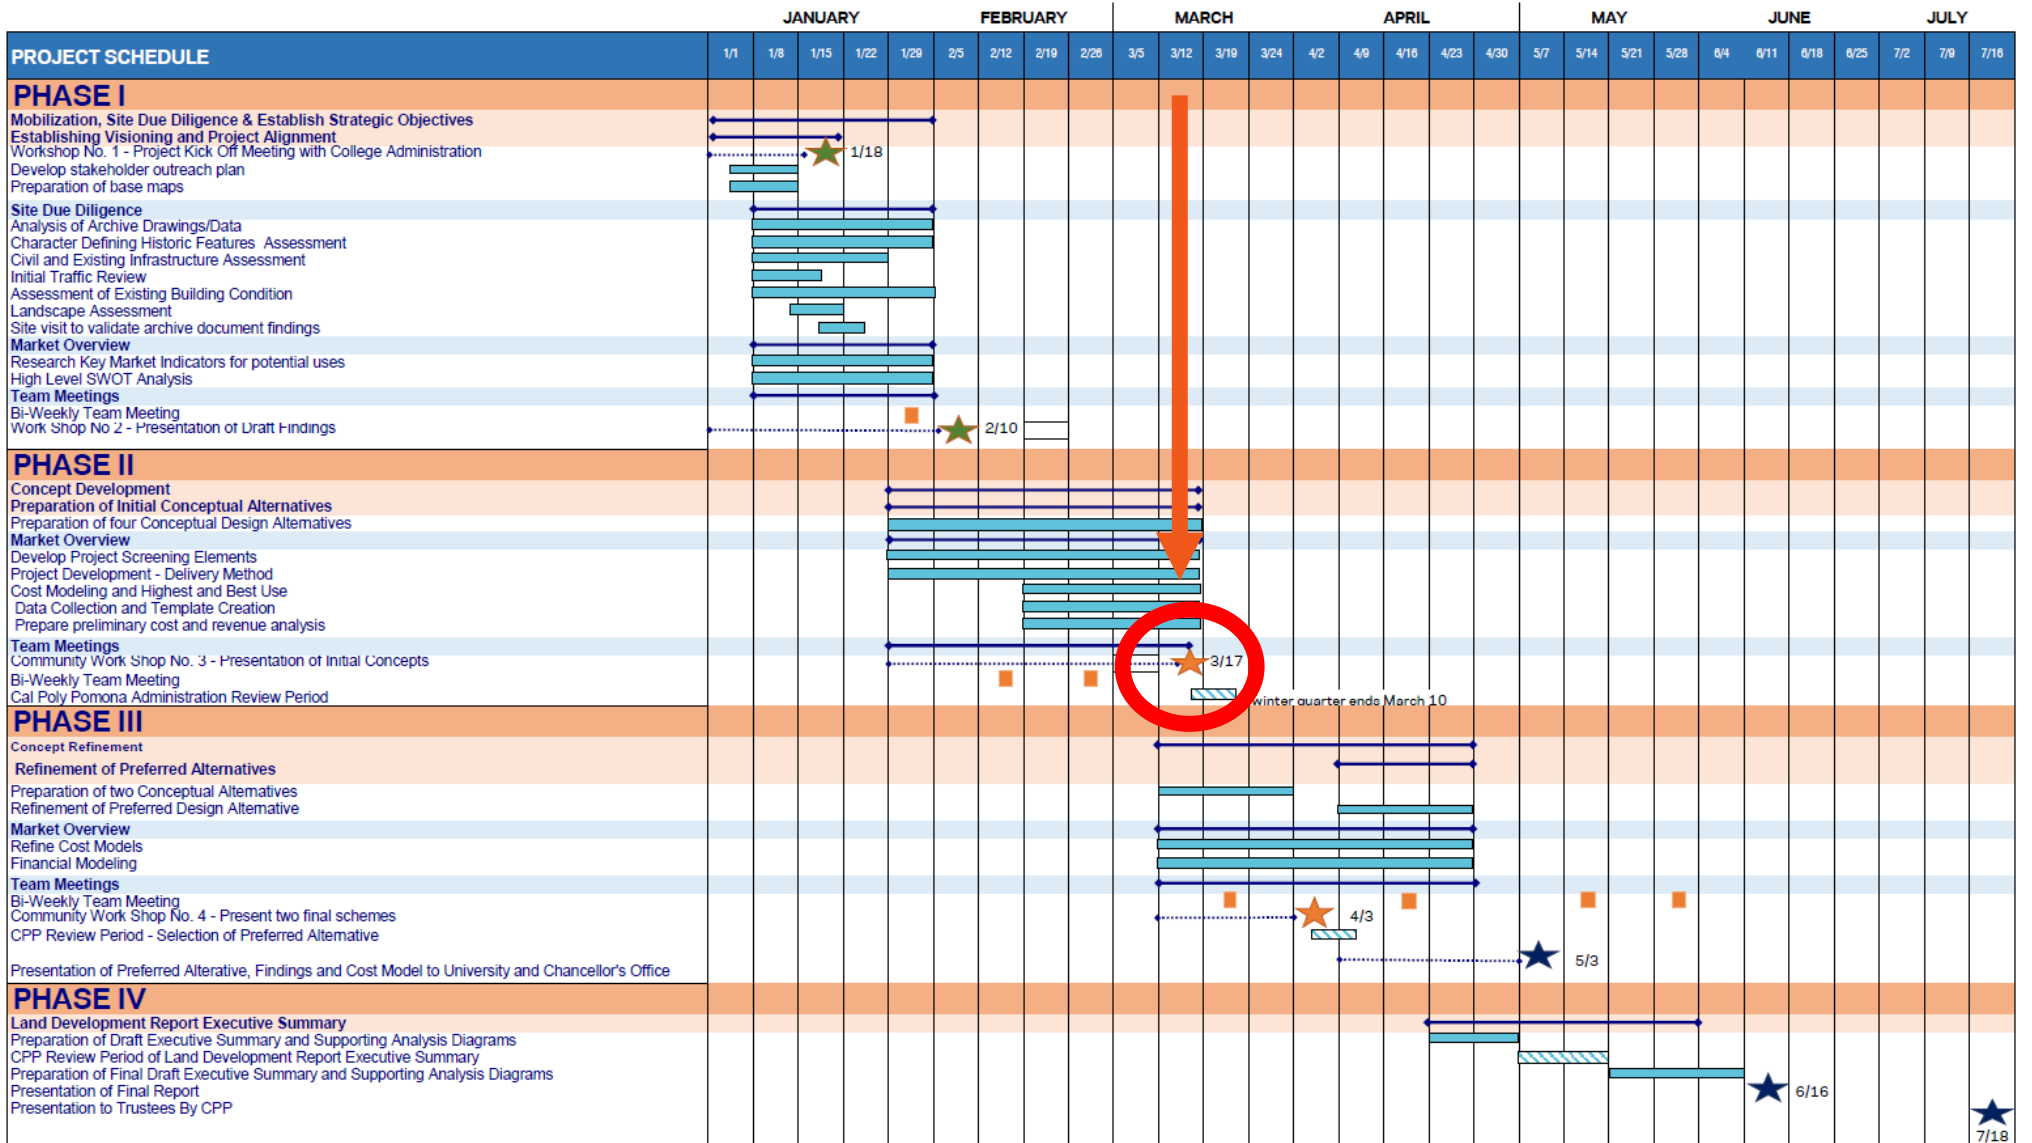 JANUARY FEBRUARY MARCH APRIL MAY JUNE JULY
PROJECT SCHEDULE 1/1 1/8 1/15 1/22 1/29 2/5 2/12 2/19 2/26 3/5 3/12 3/19 3/24 4/2 4/9 4/16 4/23 4/30 5/7 5/14 5/21 5/28 6/4 6/11 6/18 6/25 7/2 7/9 7/16
PHASE I
Mobilization, Site Due Diligence & Establish Strategic Objectives
Establishing Visioning and Project Alignment
Workshop No. 1 - Project Kick Off Meeting with College Administration 1/18
Develop stakeholder outreach plan
Preparation of base maps
Site Due Diligence
Analysis of Archive Drawings/Data
Character Defining Historic Features Assessment
Civil and Existing Infrastructure Assessment
Initial Traffic Review
Assessment of Existing Building Condition
Landscape Assessment
Site visit to validate archive document findings
Market Overview
Research Key Market Indicators for potential uses
High Level SWOT Analysis
Team Meetings
Bi-Weekly Team Meeting
Work Shop No 2 - Presentation of Draft Findings 2/10
PHASE II
Concept Development
Preparation of Initial Conceptual Alternatives
Preparation of four Conceptual Design Alternatives
Market Overview
Develop Project Screening Elements
Project Development - Delivery Method
Cost Modeling and Highest and Best Use
Data Collection and Template Creation
Prepare preliminary cost and revenue analysis
Team Meetings
Community Work Shop No. 3 - Presentation of Initial Concepts 3/17
Bi-Weekly Team Meeting
Cal Poly Pomona Administration Review Period winter quarter ends March 10
PHASE III
Concept Refinement
Refinement of Preferred Alternatives
Preparation of two Conceptual Alternatives
Refinement of Preferred Design Alternative
Market Overview
Refine Cost Models
Financial Modeling
Team Meetings
Bi-Weekly Team Meeting
Community Work Shop No. 4 - Present two final schemes 4/3
CPP Review Period - Selection of Preferred Alternative
Presentation of Preferred Alterative, Findings and Cost Model to University and Chancellor's Office 5/3
PHASE IV
Land Development Report Executive Summary
Preparation of Draft Executive Summary and Supporting Analysis Diagrams
CPP Review Period of Land Development Report Executive Summary
Preparation of Final Draft Executive Summary and Supporting Analysis Diagrams
Presentation of Final Report 6/16
Presentation to Trustees By CPP
7/18